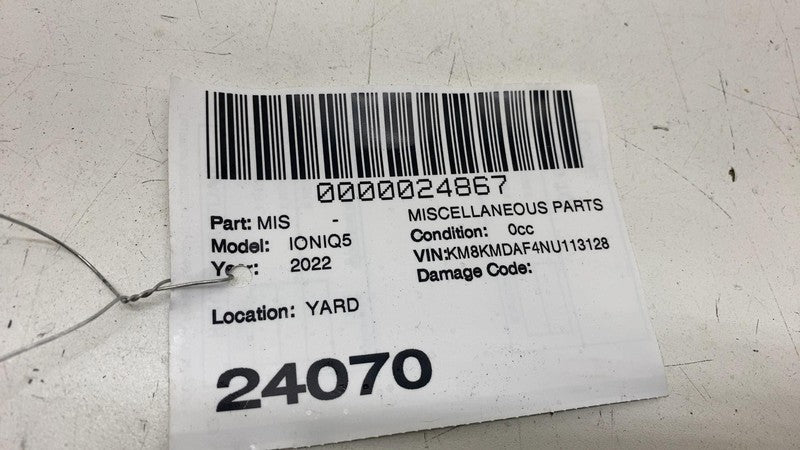 0000024867
Part: MIS - MISCELLANEOUS PARTS
Model: IONIQ5 Condition: 0cc
Year: 2022 VIN:KM8KMDAF4NU113128
Damage Code:
Location: YARD
24070